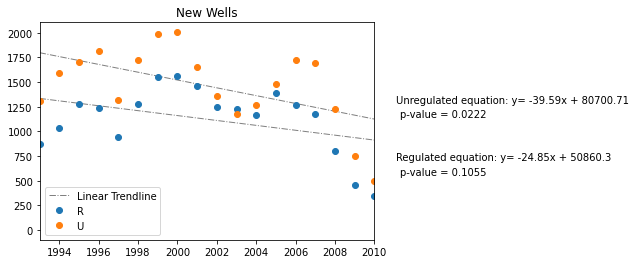 New Wells
2000
1750
1500
1250
1000
750
500
250
0
1994 1996 1998 2000 2002 2004 2006 2008 2010
Linear Trendline
R
U
Unregulated equation: y= -39.59x + 80700.71
p-value = 0.0222
Regulated equation: y= -24.85x + 50860.3
p-value = 0.1055